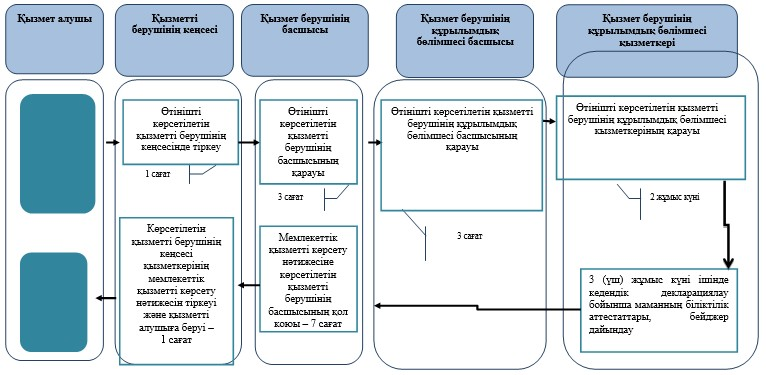 Қызмет алушы
Қызметті
берушінің кеңсесі
Қызмет берушінің
басшысы
Қызмет берушінің
құрылымдық
бөлімшесі басшысы
Қызмет берушінің
құрылымдық бөлімшесі
қызметкері
Өтінішті
көрсетілетін
қызметті берушінің
кеңсесінде тіркеу
1 сағат
Өтінішті
көрсетілетін
қызметті
берушінің
басшысының
қарауы
3 сағат
Өтінішті көрсетілетін қызметті
берушінің құрылымдық
бөлімшесі басшысының
қарауы
3 сағат
Өтінішті көрсетілетін қызметті
берушінің құрылымдық бөлімшесі
қызметкерінің қарауы
2 жұмыс күні
3 (үш) жұмыс күні ішінде
кедендік декларациялау
бойынша маманның біліктілік
аттестаттары, бейджер
дайындау
Мемлекеттік
қызметті көрсету
нәтижесіне
көрсетілетін
қызметті
берушінің
басшысының қол
қоюы – 7 сағат
Көрсетілетін
қызметті берушінің
кеңсесі
қызметкерінің
мемлекеттік
қызметті көрсету
нәтижесін тіркеуі
және қызметті
алушыға беруі –
1 сағат